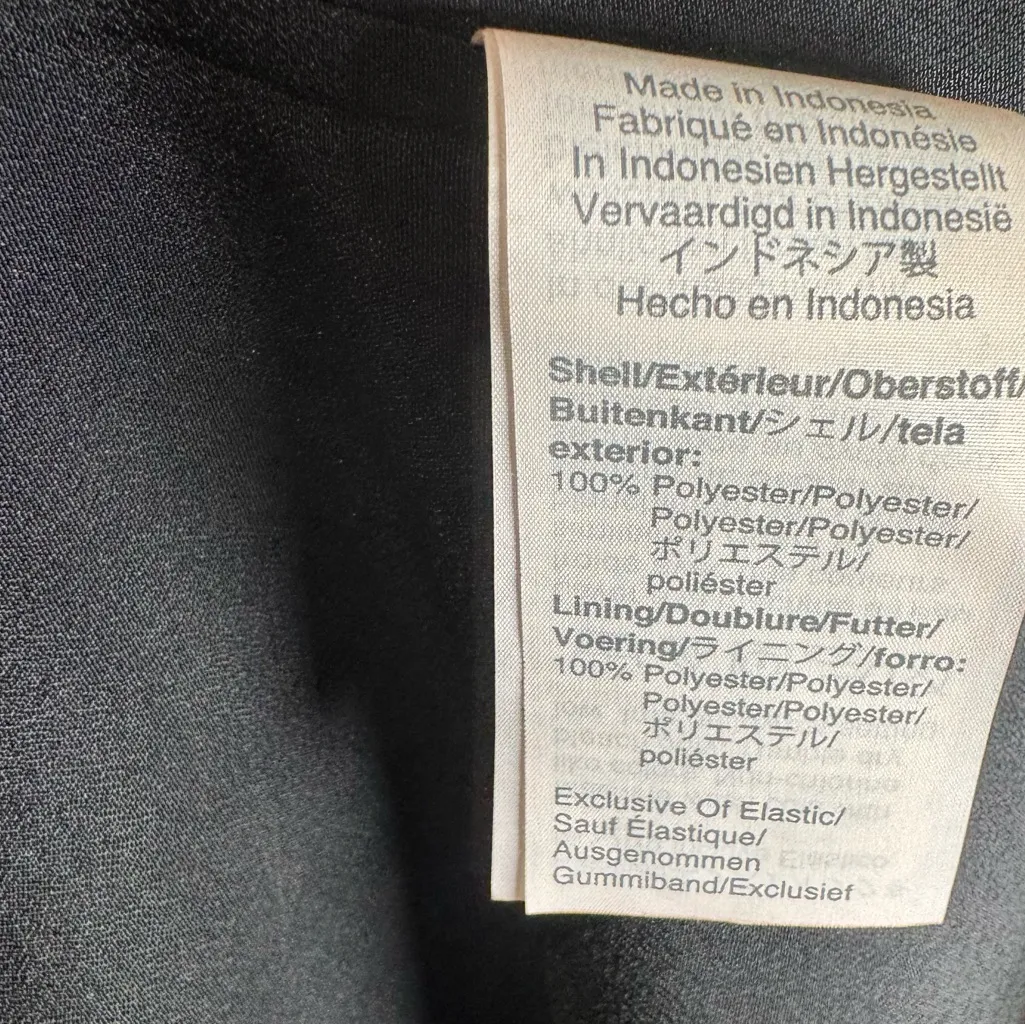 Made in Indonesia
Fabriqué en Indonésie
In Indonesien Hergestellt
Vervaardigd in Indonesië
インドネシア製
Hecho en Indonesia
Shell/Extérieur/Oberstoff/
Buitenkant/シェル/tela
exterior:
100% Polyester/Polyester/
Polyester/Polyester/
ポリエステル/
poliéster
Lining/Doublure/Futter/
Voering/ライニング/forro:
100% Polyester/Polyester/
Polyester/Polyester/
ポリエステル/
poliéster
Exclusive Of Elastic/
Sauf Élastique/
Ausgenommen
Gummiband/Exclusief